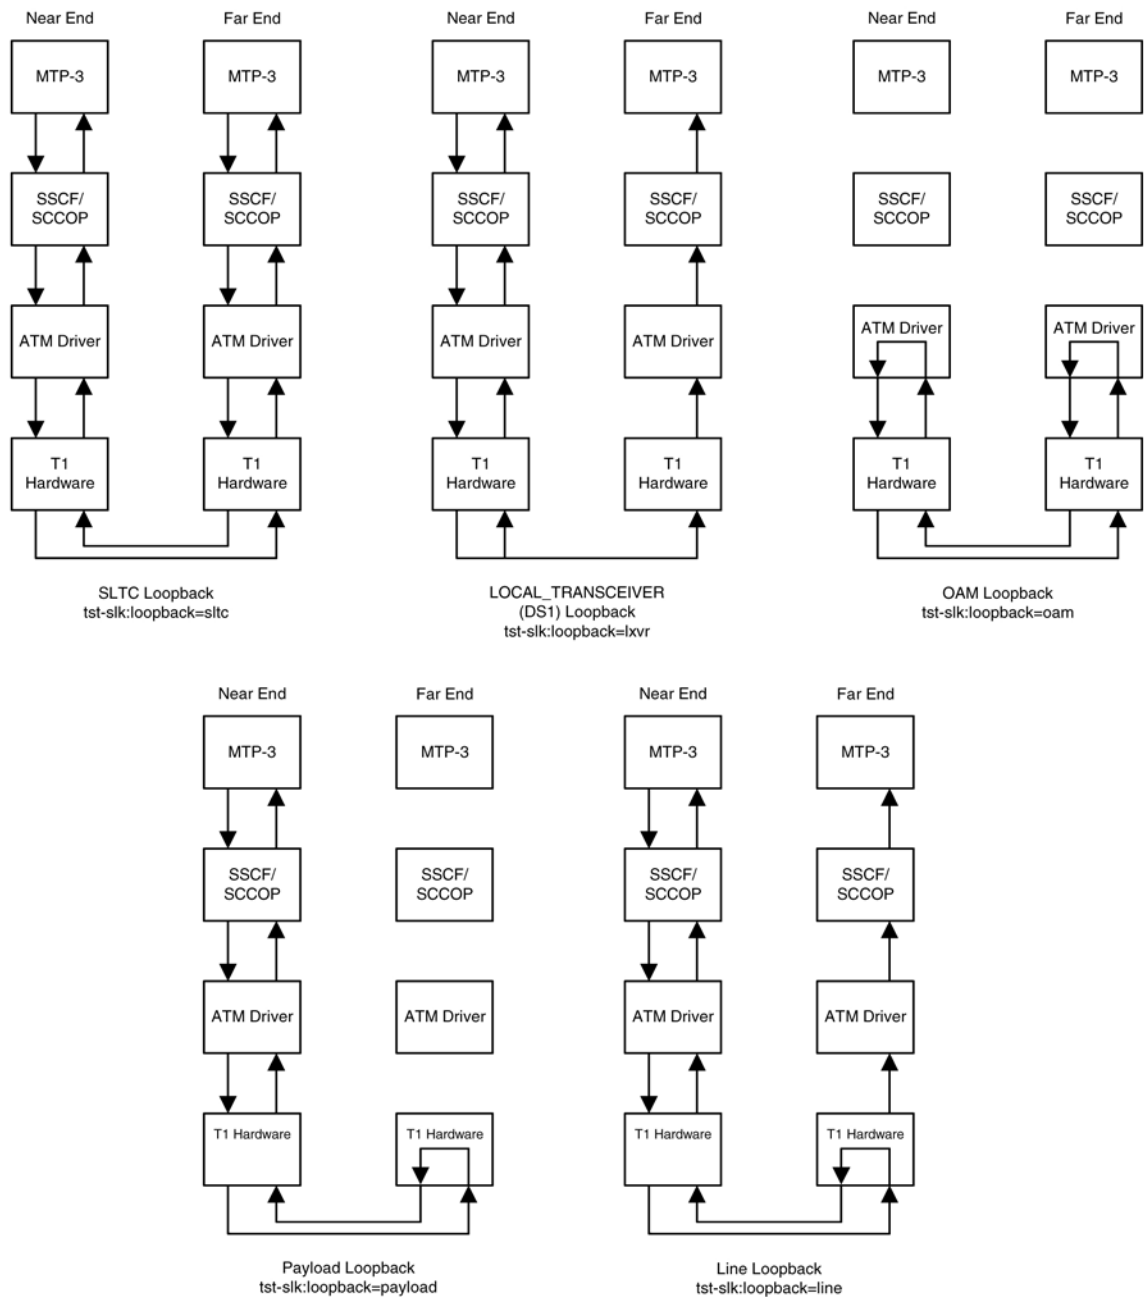 Near End Far End Near End Far End Near End Far End
MTP-3 MTP-3 MTP-3 MTP-3 MTP-3 MTP-3
SSCF/ SSCF/ SSCF/ SSCF/ SSCF/ SSCF/
SCCOP SCCOP SCCOP SCCOP SCCOP SCCOP
ATM Driver ATM Driver ATM Driver ATM Driver ATM Driver ATM Driver
T1 T1 T1 T1 T1 T1
Hardware Hardware Hardware Hardware Hardware Hardware
SLTC Loopback
tst-slk:loopback=sltc
LOCAL_TRANSCEIVER
(DS1) Loopback
tst-slk:loopback=lxvr
OAM Loopback
tst-slk:loopback=oam
Near End Far End Near End Far End
MTP-3 MTP-3 MTP-3 MTP-3
SSCF/ SSCF/ SSCF/ SSCF/
SCCOP SCCOP SCCOP SCCOP
ATM Driver ATM Driver ATM Driver ATM Driver
T1 Hardware T1 Hardware T1 Hardware T1 Hardware
Payload Loopback
tst-slk:loopback=payload
Line Loopback
tst-slk:loopback=line